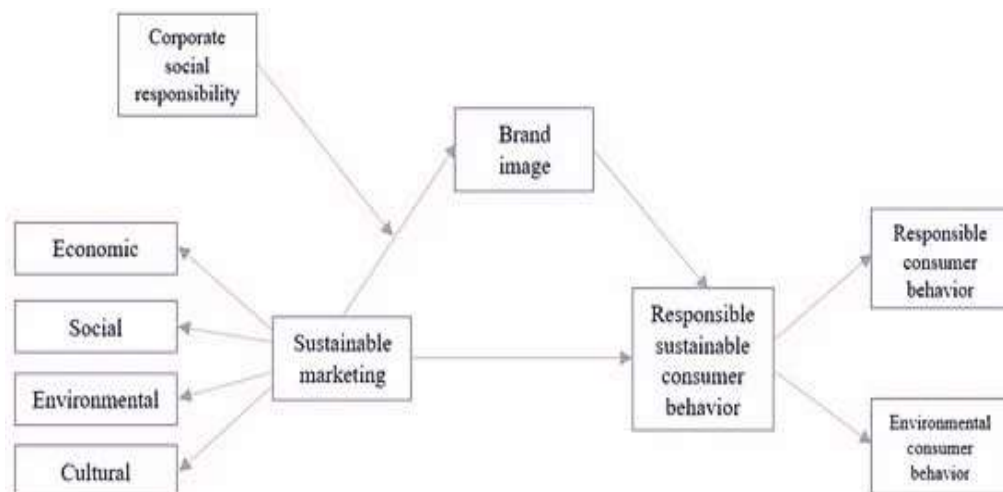 Corporate
social
responsibility
Brand
image
Economic
Social
Environmental
Cultural
Sustainable
marketing
Responsible
sustainable
consumer
behavior
Responsible
consumer
behavior
Environmental
consumer
behavior